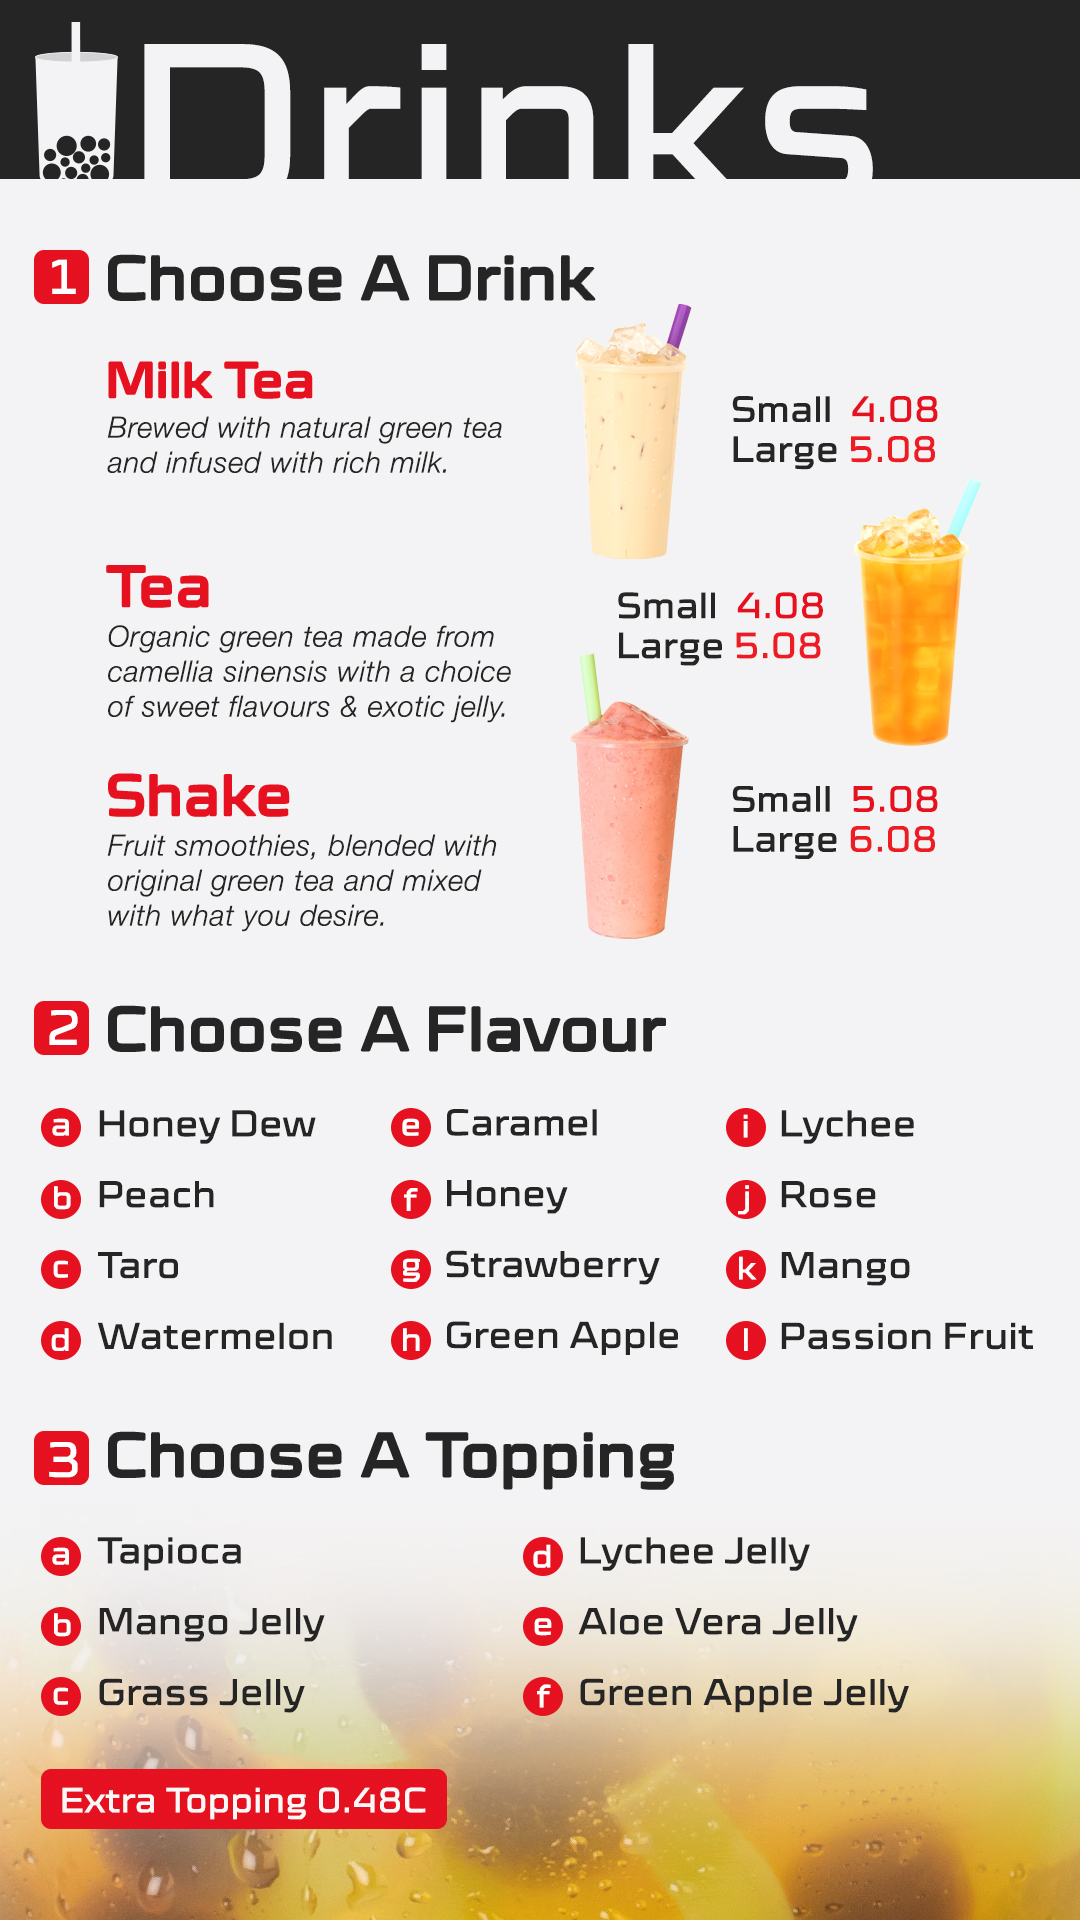 Drinks
1 Choose A Drink
Milk Tea
Brewed with natural green tea
and infused with rich milk.
Small 4.08
Large 5.08
Tea
Organic green tea made from
camellia sinensis with a choice
of sweet flavours & exotic jelly.
Small 4.08
Large 5.08
Shake
Fruit smoothies, blended with
original green tea and mixed
with what you desire.
Small 5.08
Large 6.08
2 Choose A Flavour
a Honey Dew
b Peach
c Taro
d Watermelon
e Caramel
f Honey
g Strawberry
h Green Apple
i Lychee
j Rose
k Mango
l Passion Fruit
3 Choose A Topping
a Tapioca
b Mango Jelly
c Grass Jelly
d Lychee Jelly
e Aloe Vera Jelly
f Green Apple Jelly
Extra Topping 0.48C